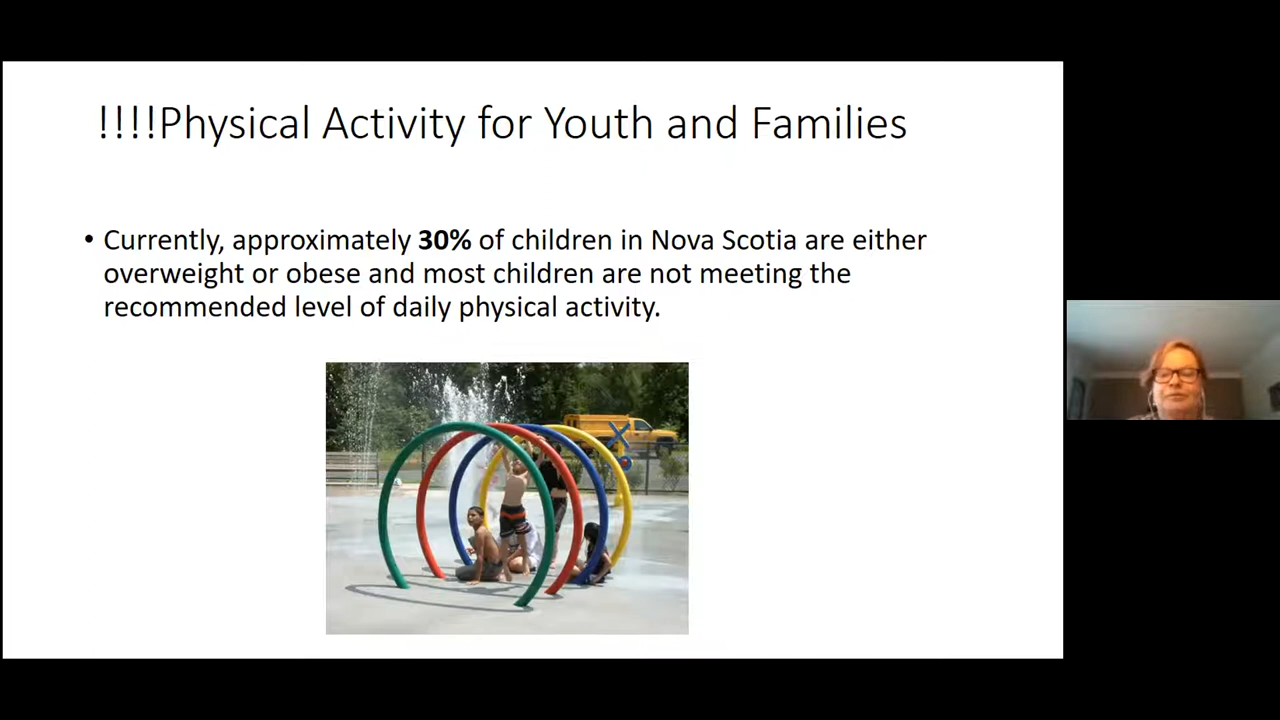 !!!!Physical Activity for Youth and Families
• Currently, approximately 30% of children in Nova Scotia are either
overweight or obese and most children are not meeting the
recommended level of daily physical activity.